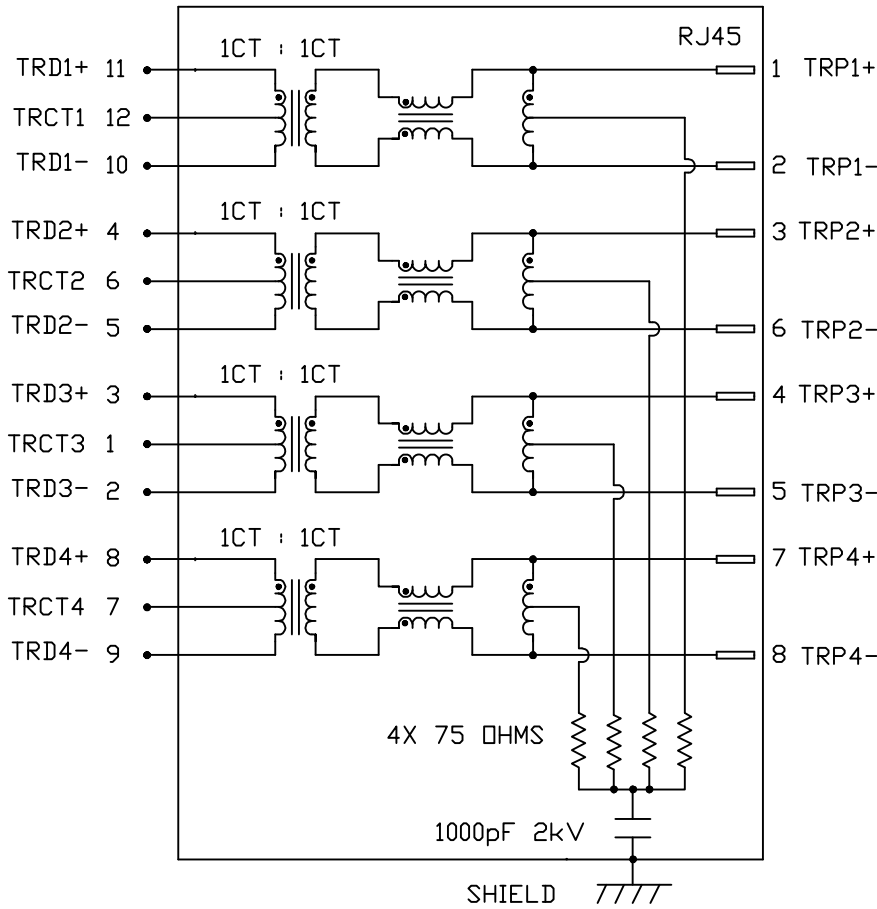 1CT : 1CT
RJ45
TRD1+ 11
1 TRP1+
TRCT1 12
TRD1- 10
2 TRP1-
1CT : 1CT
TRD2+ 4
3 TRP2+
TRCT2 6
TRD2- 5
6 TRP2-
1CT : 1CT
TRD3+ 3
4 TRP3+
TRCT3 1
TRD3- 2
5 TRP3-
1CT : 1CT
TRD4+ 8
7 TRP4+
TRCT4 7
TRD4- 9
8 TRP4-
4X 75 OHMS
1000pF 2kV
SHIELD